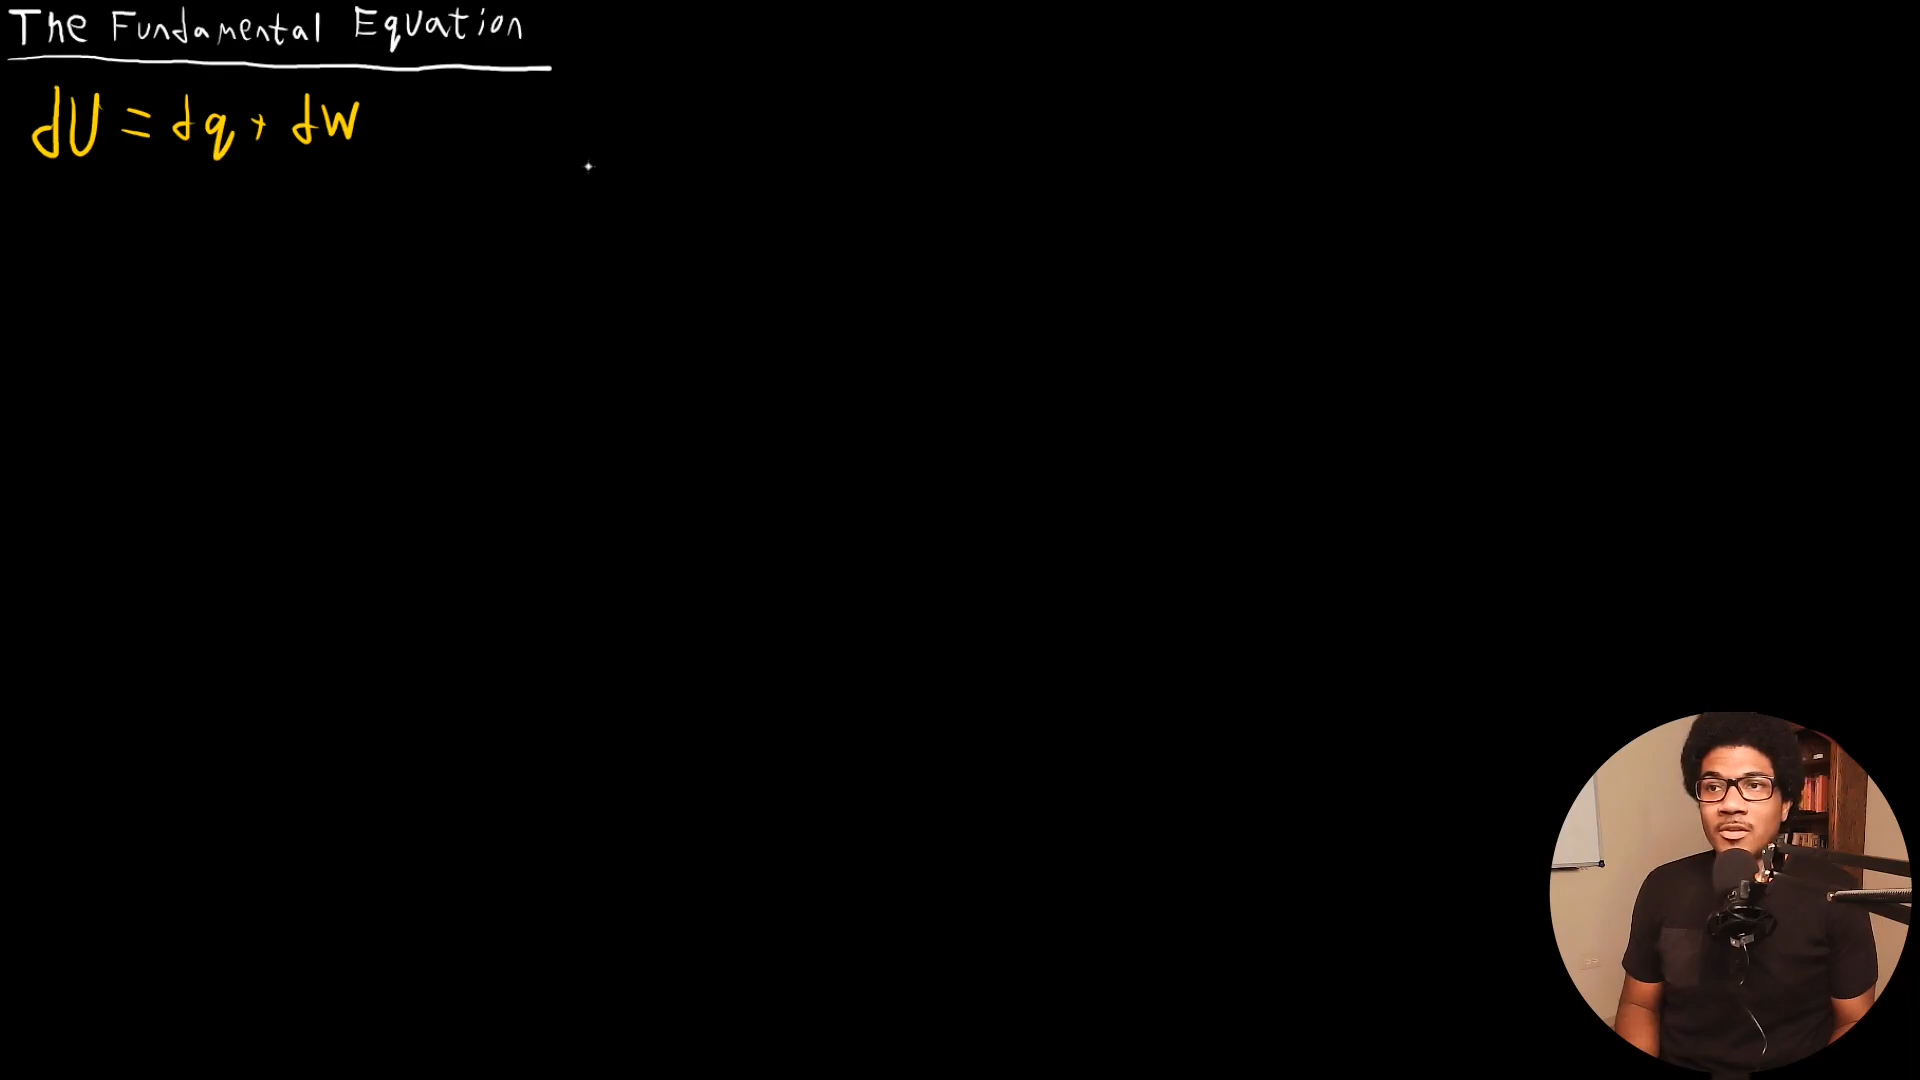 The Fundamental Equation
dU = dq + dw